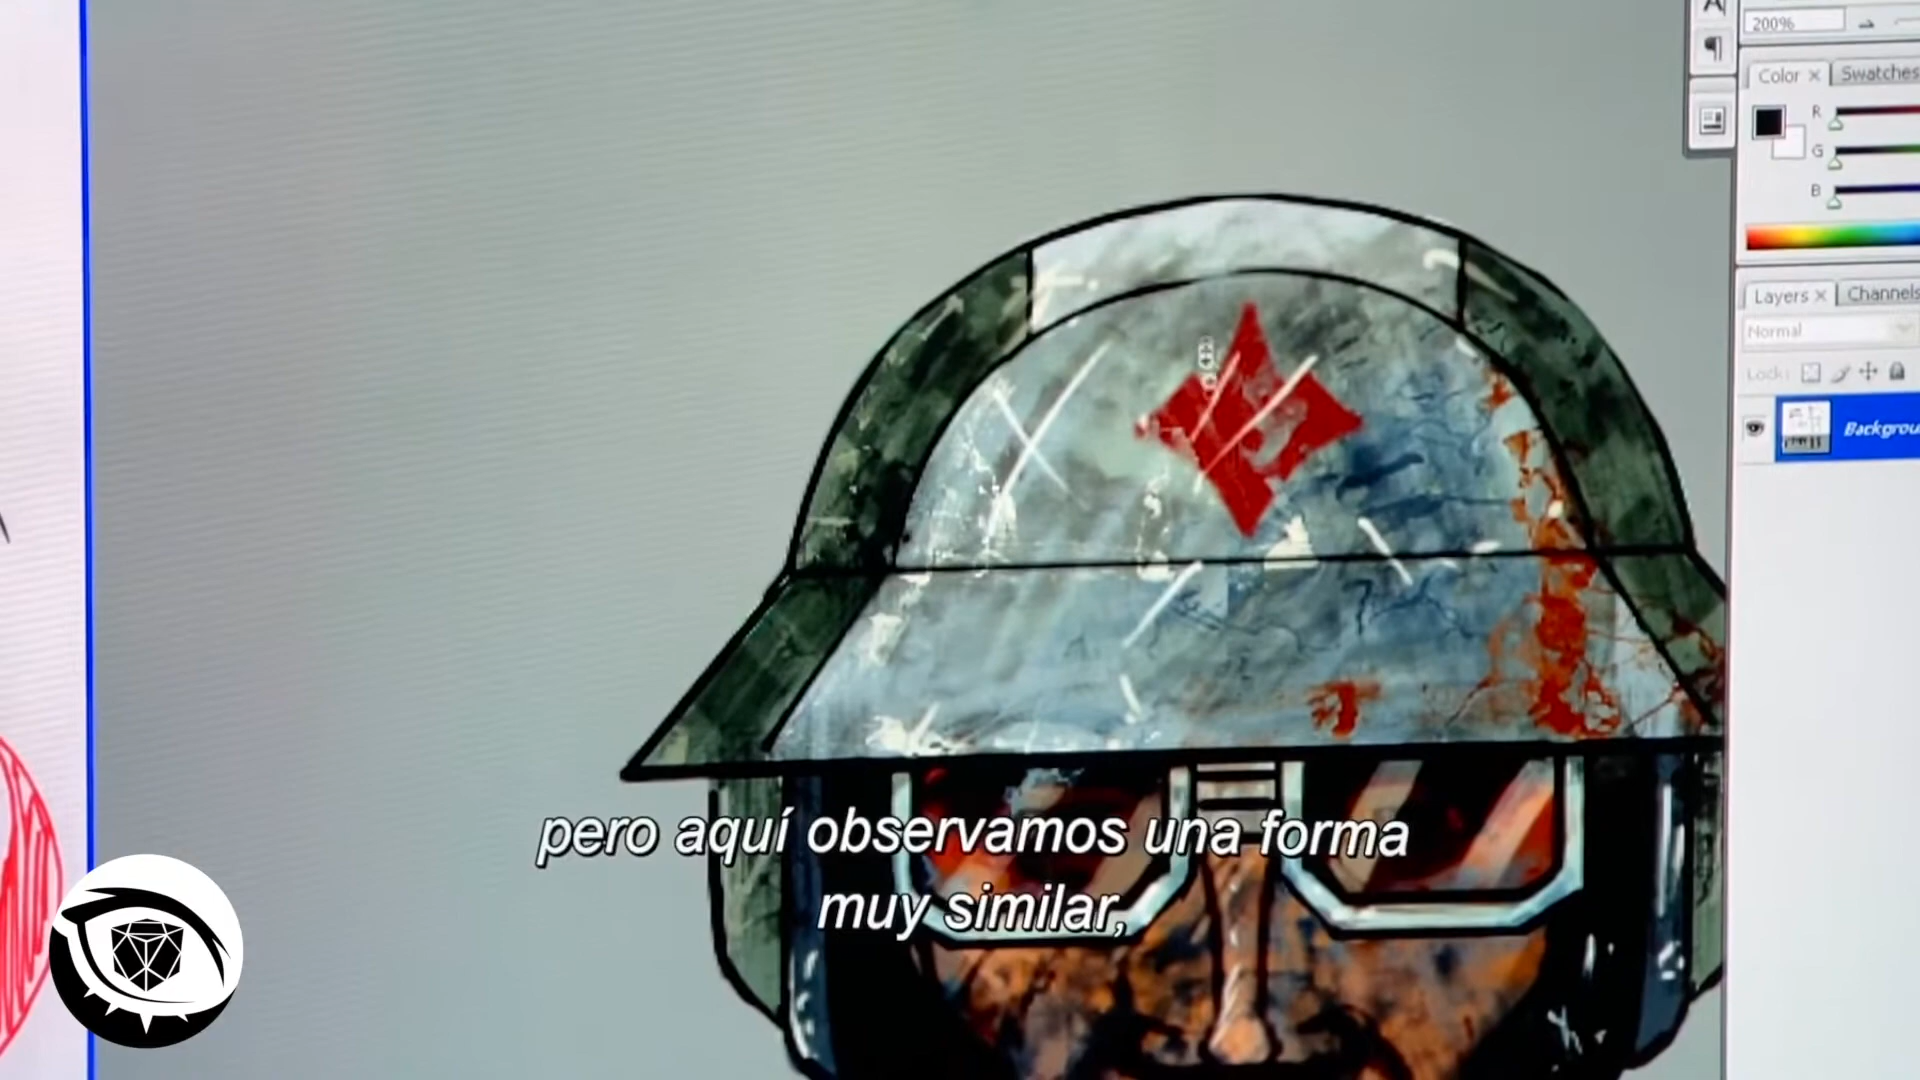 200%
Color
Swatches
R
G
B
Layers
Channels
Normal
Lock:
Backgrou
pero aquí observamos una forma
muy similar,